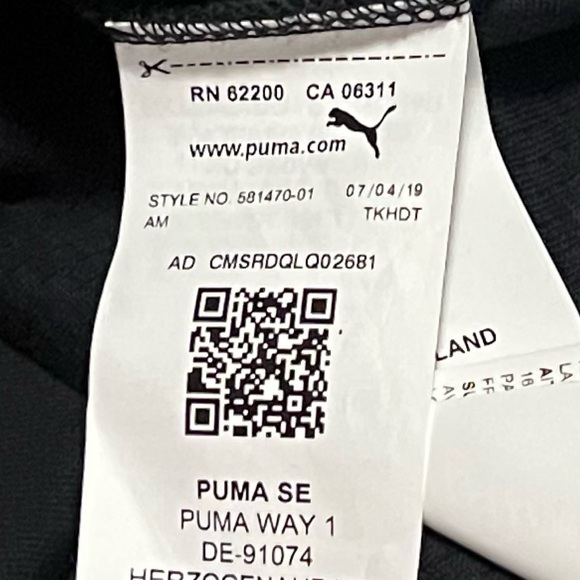 RN 62200 CA 06311
www.puma.com
STYLE NO. 581470-01 07/04/19
AM TKHDT
AD CMSRDQLQ02681
PUMA SE
PUMA WAY 1
DE-91074
LAND